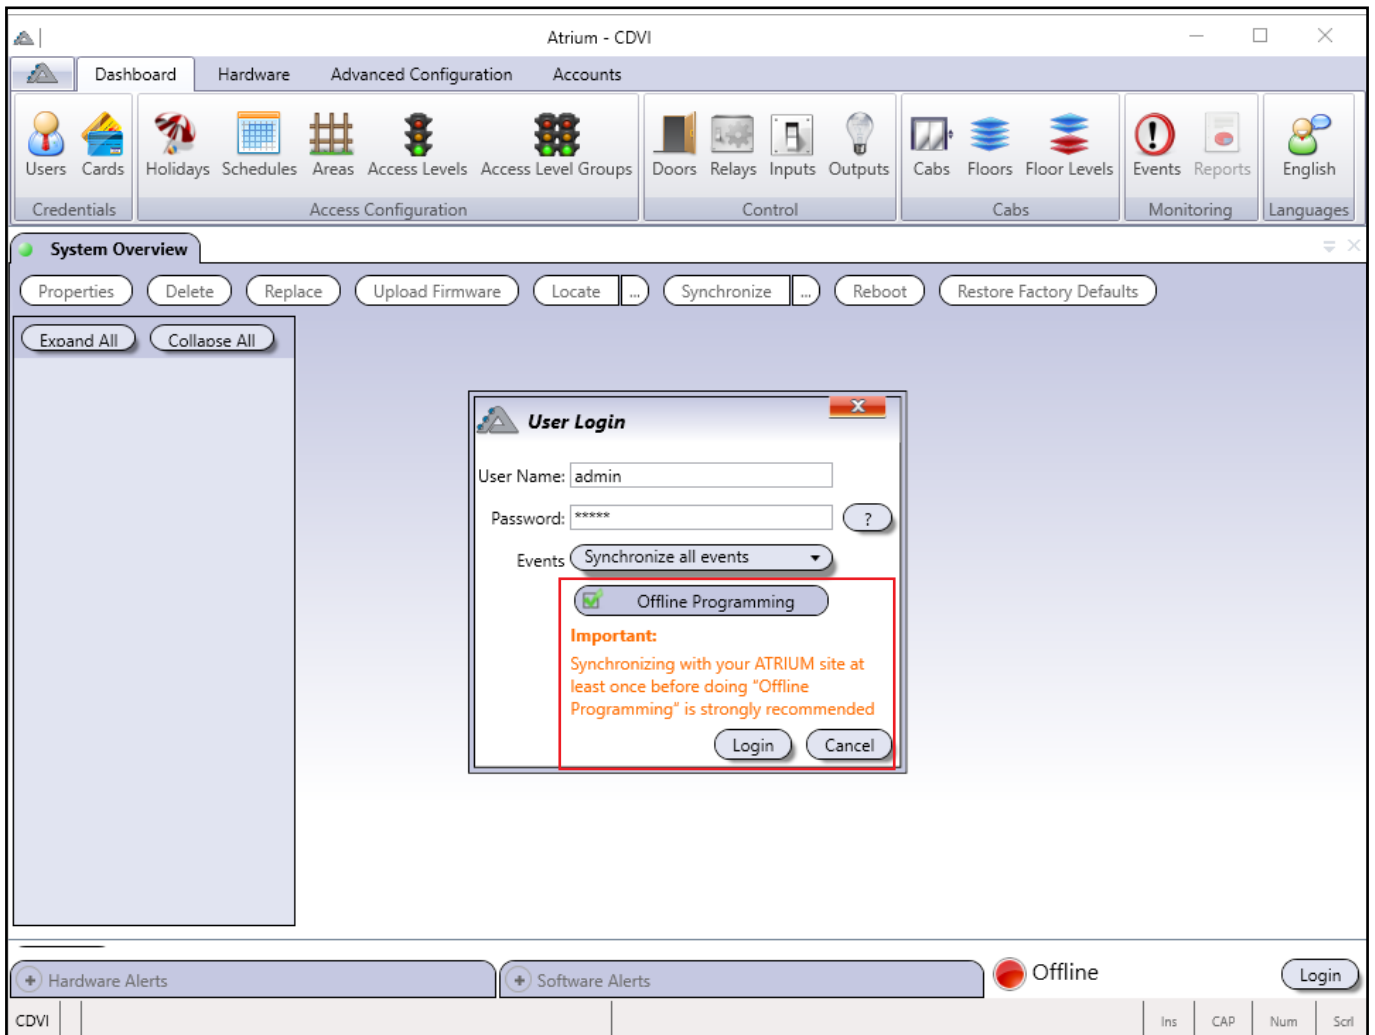 Atrium - CDVI
Dashboard Hardware Advanced Configuration Accounts
Users Cards Holidays Schedules Areas Access Levels Access Level Groups Doors Relays Inputs Outputs Cabs Floors Floor Levels Events Reports English
Credentials Access Configuration Control Cabs Monitoring Languages
System Overview
Properties Delete Replace Upload Firmware Locate ... Synchronize ... Reboot Restore Factory Defaults
Expand All Collapse All
User Login
User Name: admin
Password: ***** ?
Events Synchronize all events
Offline Programming
Important:
Synchronizing with your ATRIUM site at
least once before doing "Offline
Programming" is strongly recommended
Login Cancel
Hardware Alerts Software Alerts Offline Login
CDVI Ins CAP Num Scrl